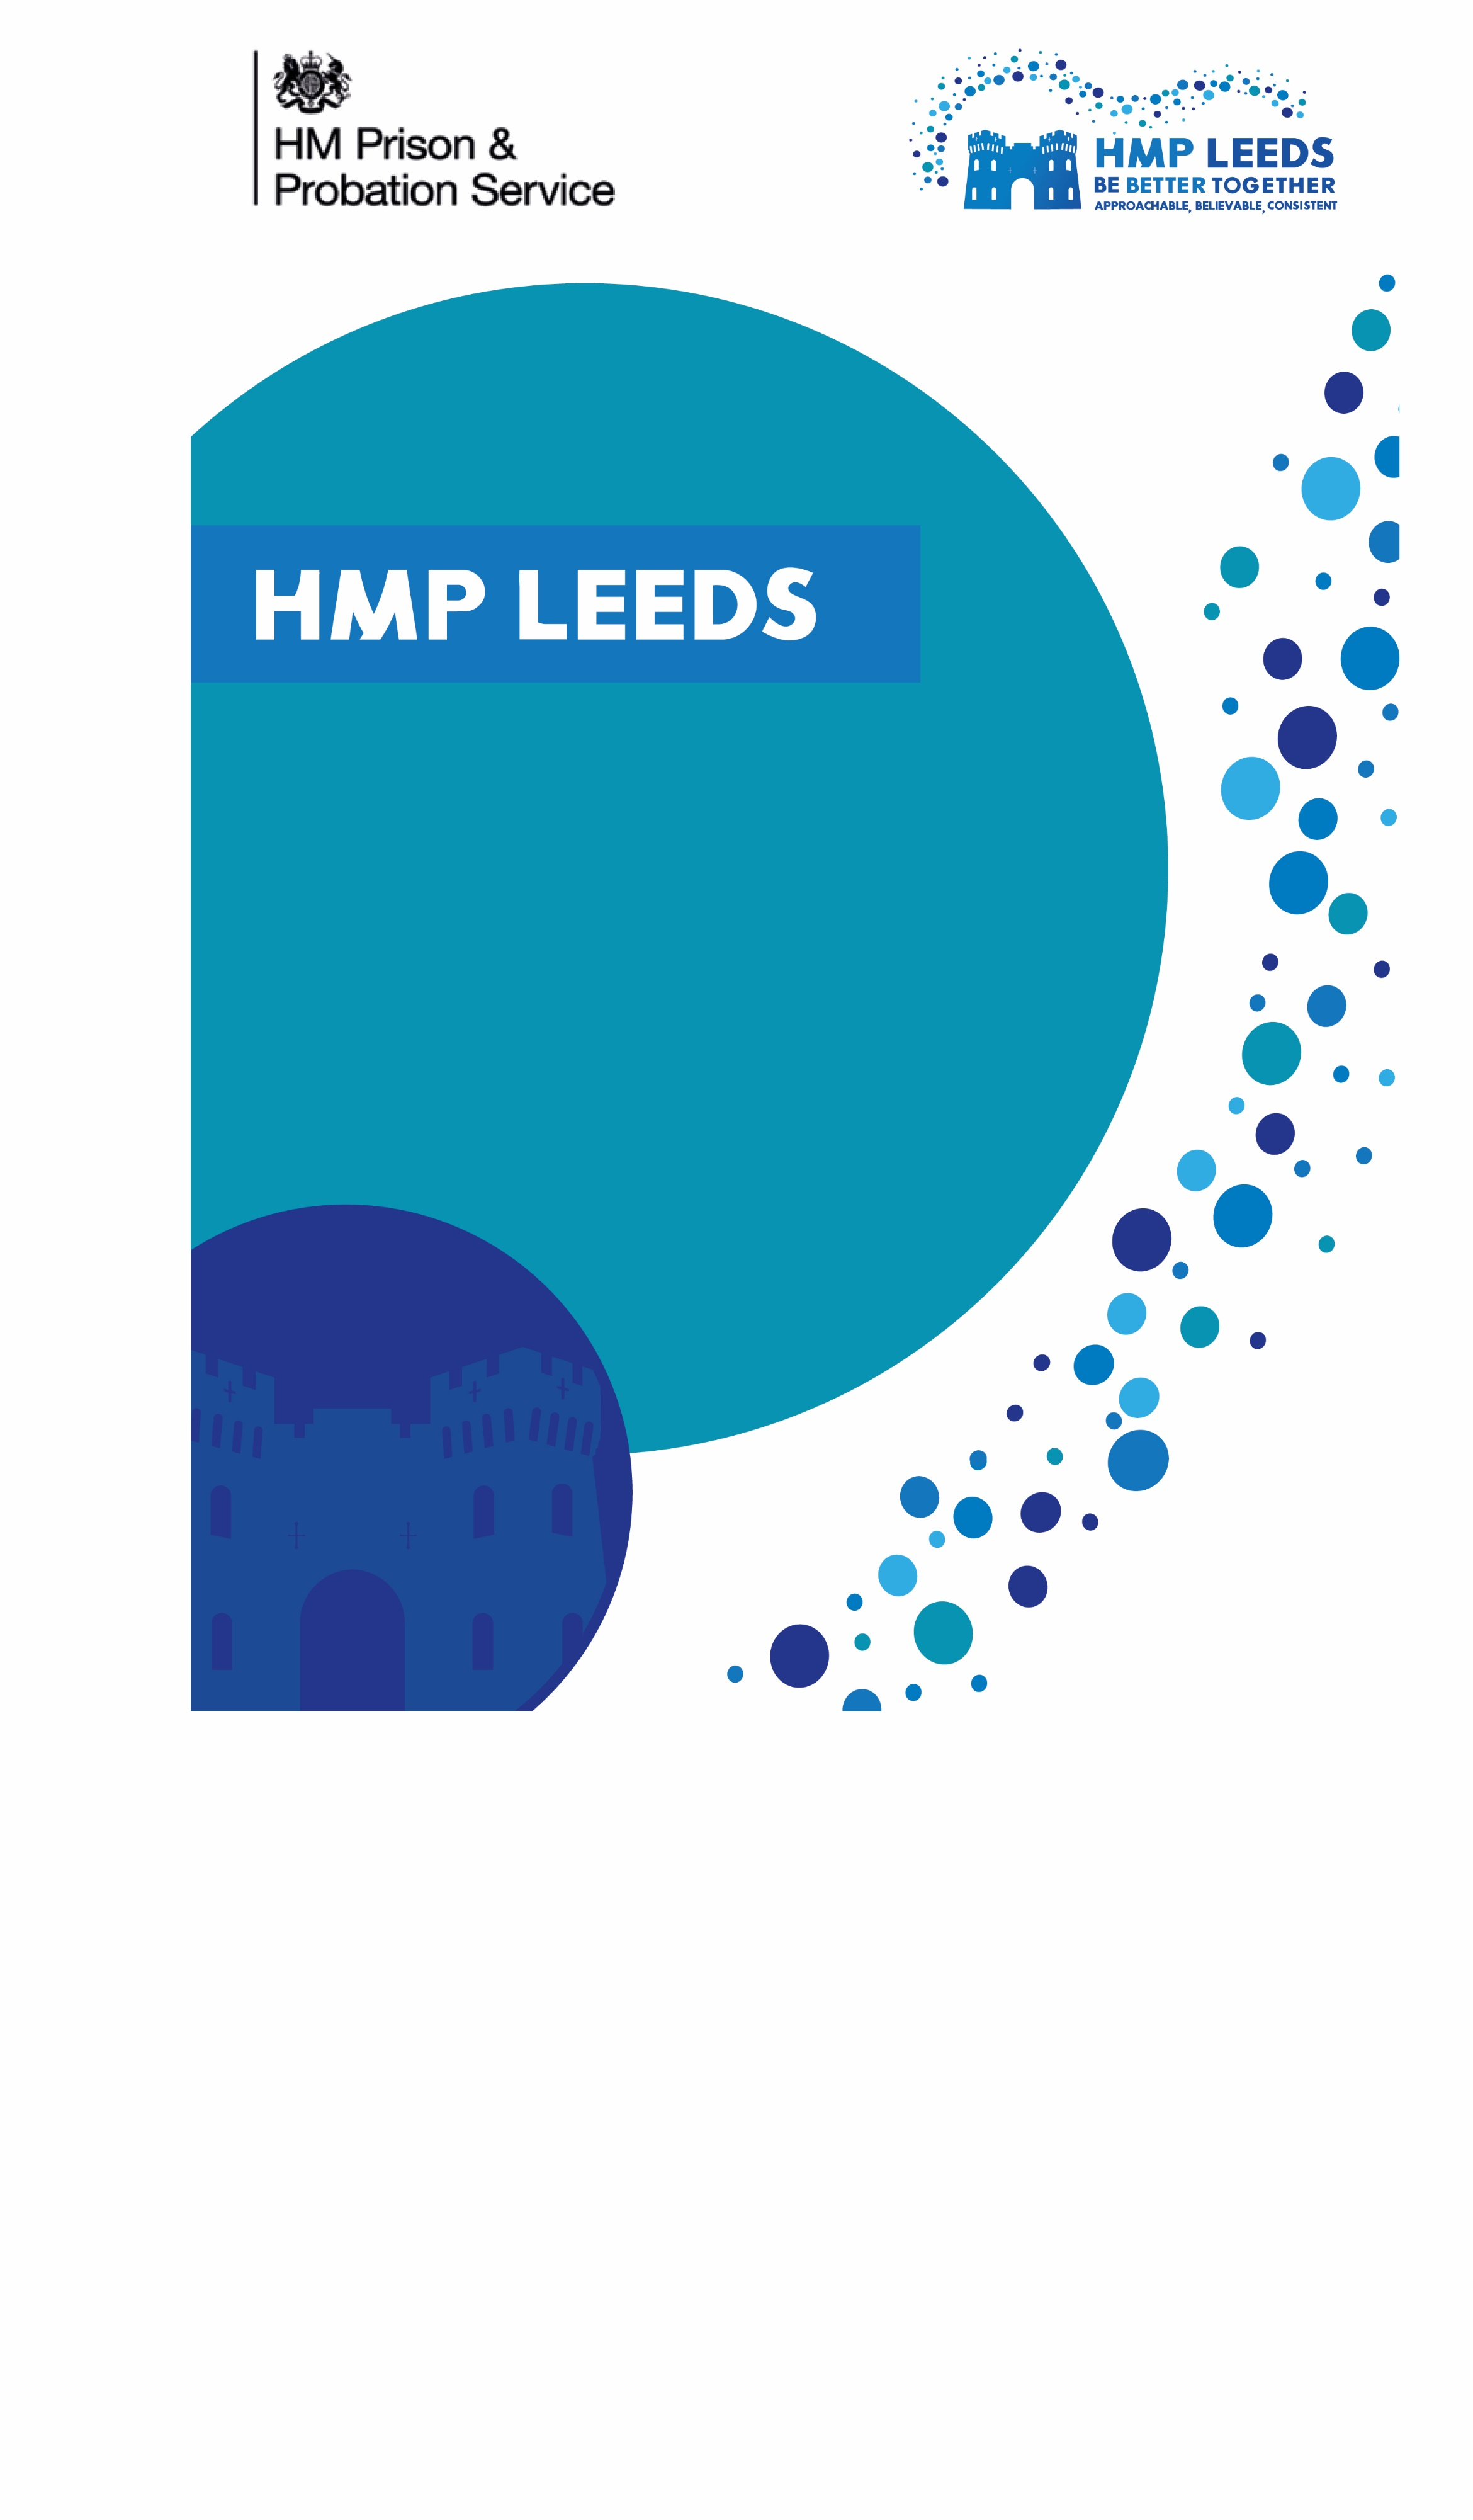 HM Prison &
Probation Service
HMP LEEDS
BE BETTER TOGETHER
APPROACHABLE, BELIEVABLE, CONSISTENT
HMP LEEDS